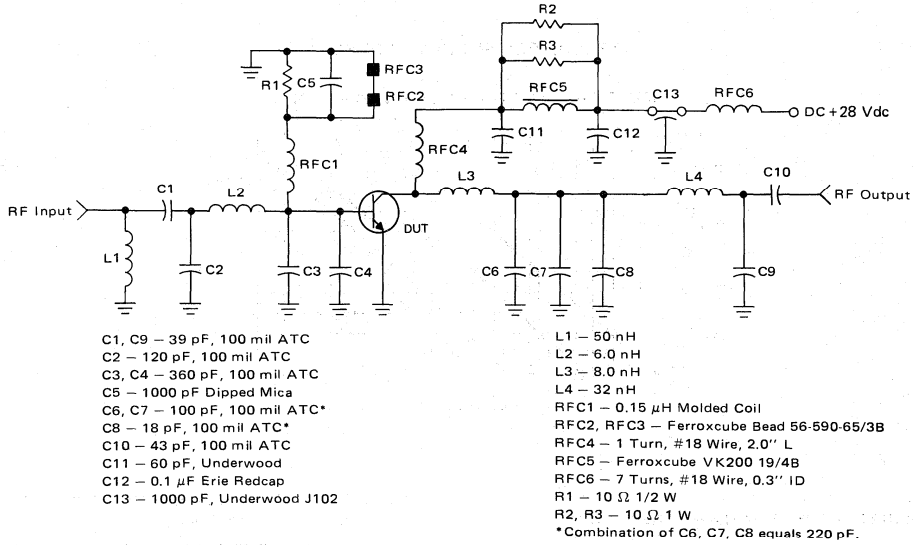 R2
R3
RFC5
R1
C5
RFC3
RFC2
C11
C12
C13
RFC6
DC +28 Vdc
RFC1
RFC4
C1
L2
L3
L4
C10
RF Input
DUT
RF Output
L1
C2
C3
C4
C6
C7
C8
C9
C1, C9 – 39 pF, 100 mil ATC
C2 – 120 pF, 100 mil ATC
C3, C4 – 360 pF, 100 mil ATC
C5 – 1000 pF Dipped Mica
C6, C7 – 100 pF, 100 mil ATC*
C8 – 18 pF, 100 mil ATC*
C10 – 43 pF, 100 mil ATC
C11 – 60 pF, Underwood
C12 – 0.1 μF Erie Redcap
C13 – 1000 pF, Underwood J102
L1 – 50 nH
L2 – 6.0 nH
L3 – 8.0 nH
L4 – 32 nH
RFC1 – 0.15 μH Molded Coil
RFC2, RFC3 – Ferroxcube Bead 56-590-65/3B
RFC4 – 1 Turn, #18 Wire, 2.0" L
RFC5 – Ferroxcube VK200 19/4B
RFC6 – 7 Turns, #18 Wire, 0.3" ID
R1 – 10 Ω 1/2 W
R2, R3 – 10 Ω 1 W
*Combination of C6, C7, C8 equals 220 pF.